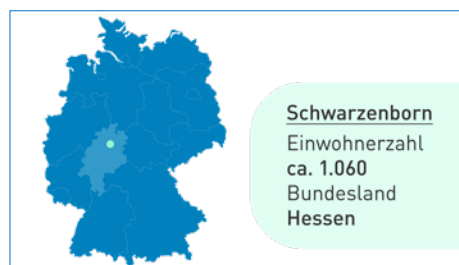 Schwarzenborn
Einwohnerzahl
ca. 1.060
Bundesland
Hessen